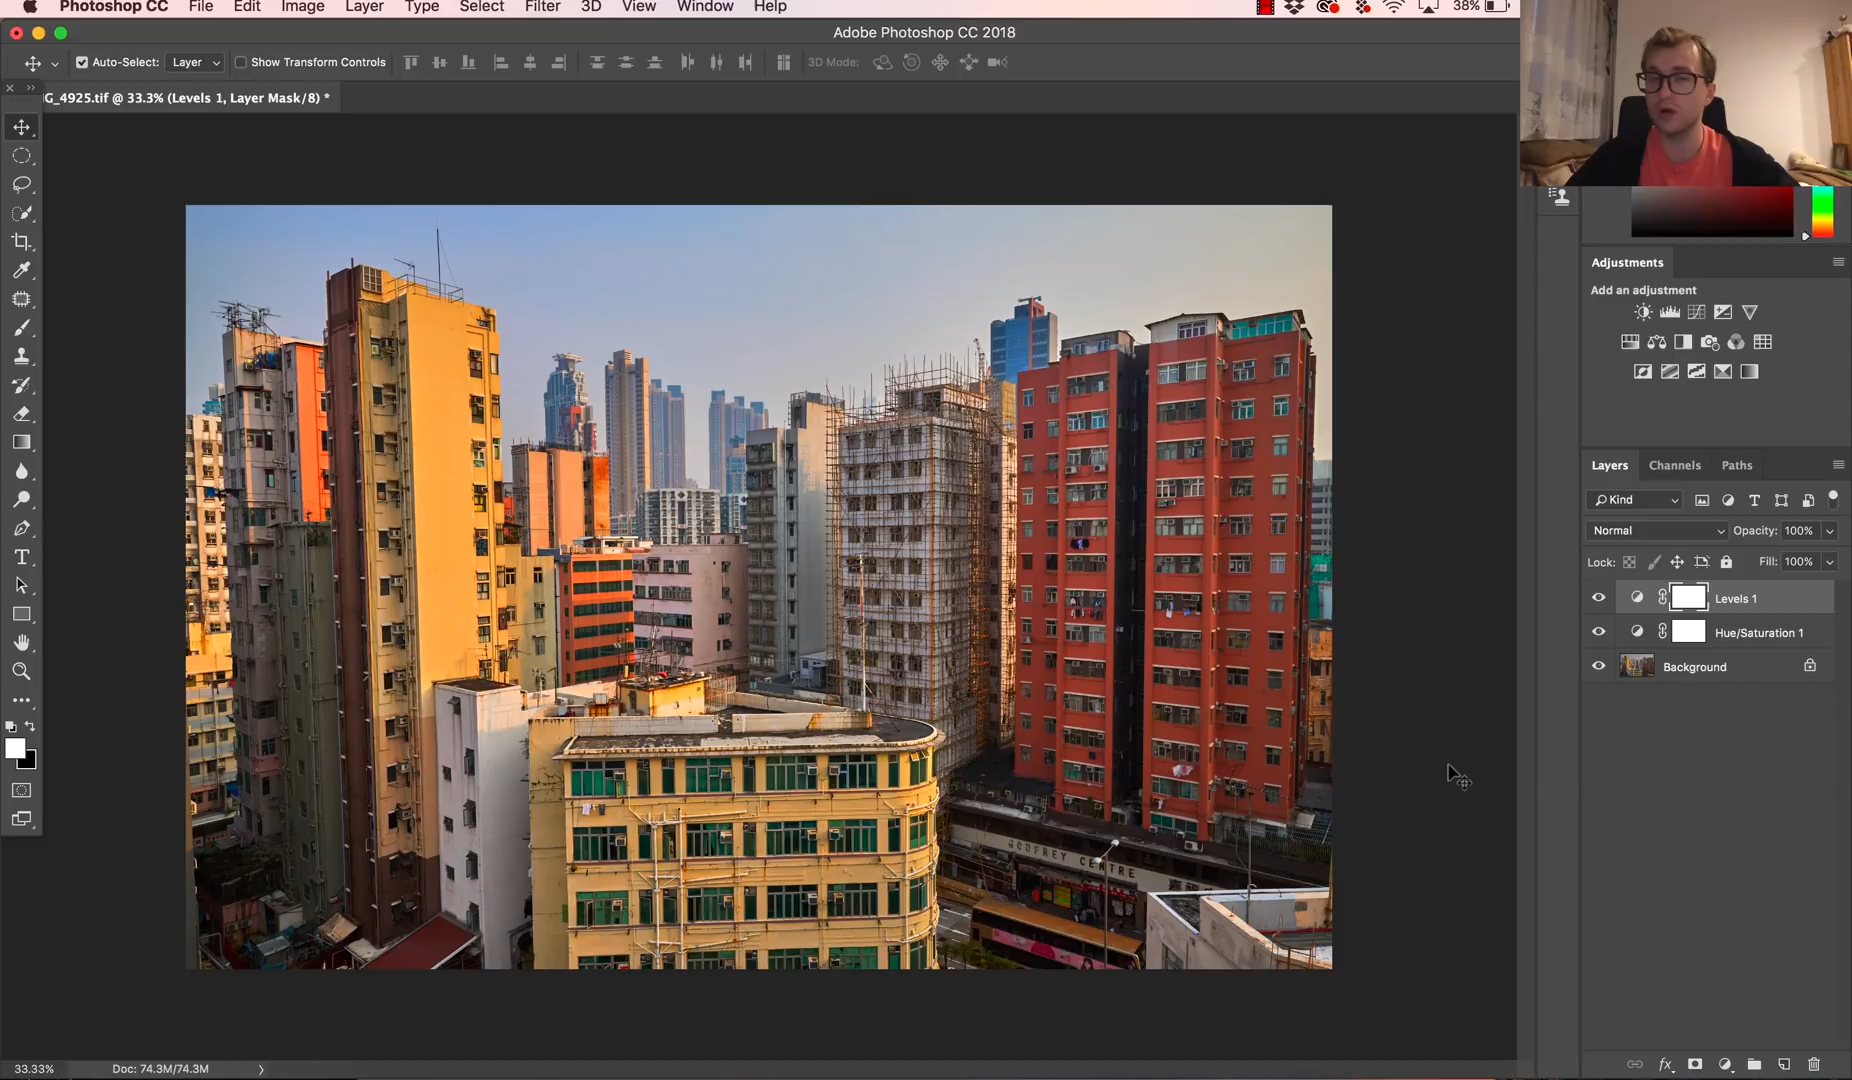 Photoshop CC File Edit Image Layer Type Select Filter 3D View Window Help 38%
Adobe Photoshop CC 2018
Auto-Select: Layer Show Transform Controls 3D Mode:
G_4925.tif @ 33.3% (Levels 1, Layer Mask/8) *
Adjustments
Add an adjustment
Layers Channels Paths
Kind
Normal Opacity: 100%
Lock: Fill: 100%
Levels 1
Hue/Saturation 1
Background
GODFREY CENTRE
33.33% Doc: 74.3M/74.3M